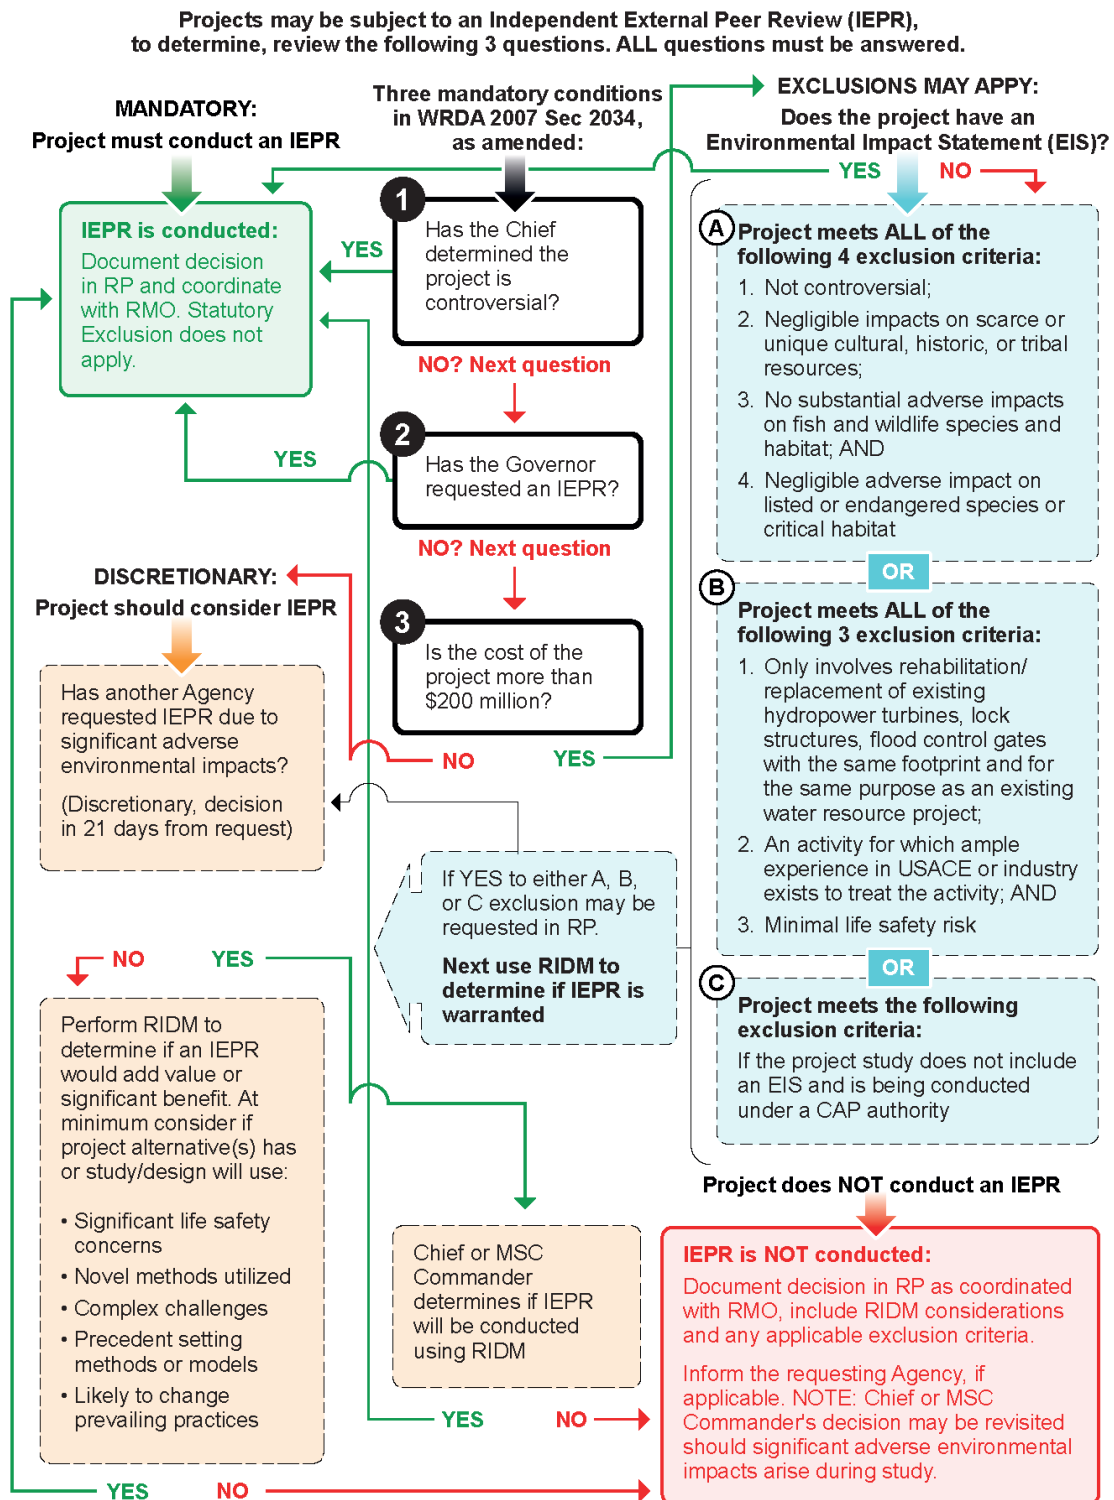 Projects may be subject to an Independent External Peer Review (IEPR),
to determine, review the following 3 questions. ALL questions must be answered.
MANDATORY:
Project must conduct an IEPR
IEPR is conducted:
Document decision
in RP and coordinate
with RMO. Statutory
Exclusion does not
apply.
Three mandatory conditions
in WRDA 2007 Sec 2034,
as amended:
1
Has the Chief
determined the
project is
controversial?
YES
NO? Next question
2
Has the Governor
requested an IEPR?
YES
NO? Next question
3
Is the cost of the
project more than
$200 million?
NO
YES
EXCLUSIONS MAY APPY:
Does the project have an
Environmental Impact Statement (EIS)?
YES
NO
A
Project meets ALL of the
following 4 exclusion criteria:
1. Not controversial;
2. Negligible impacts on scarce or
unique cultural, historic, or tribal
resources;
3. No substantial adverse impacts
on fish and wildlife species and
habitat; AND
4. Negligible adverse impact on
listed or endangered species or
critical habitat
OR
B
Project meets ALL of the
following 3 exclusion criteria:
1. Only involves rehabilitation/
replacement of existing
hydropower turbines, lock
structures, flood control gates
with the same footprint and for
the same purpose as an existing
water resource project;
2. An activity for which ample
experience in USACE or industry
exists to treat the activity; AND
3. Minimal life safety risk
OR
C
Project meets the following
exclusion criteria:
If the project study does not include
an EIS and is being conducted
under a CAP authority
If YES to either A, B,
or C exclusion may be
requested in RP.
Next use RIDM to
determine if IEPR is
warranted
DISCRETIONARY:
Project should consider IEPR
Has another Agency
requested IEPR due to
significant adverse
environmental impacts?
(Discretionary, decision
in 21 days from request)
NO
YES
Perform RIDM to
determine if an IEPR
would add value or
significant benefit. At
minimum consider if
project alternative(s) has
or study/design will use:
• Significant life safety
concerns
• Novel methods utilized
• Complex challenges
• Precedent setting
methods or models
• Likely to change
prevailing practices
YES
NO
Chief or MSC
Commander
determines if IEPR
will be conducted
using RIDM
YES
NO
Project does NOT conduct an IEPR
IEPR is NOT conducted:
Document decision in RP as coordinated
with RMO, include RIDM considerations
and any applicable exclusion criteria.
Inform the requesting Agency, if
applicable. NOTE: Chief or MSC
Commander's decision may be revisited
should significant adverse environmental
impacts arise during study.